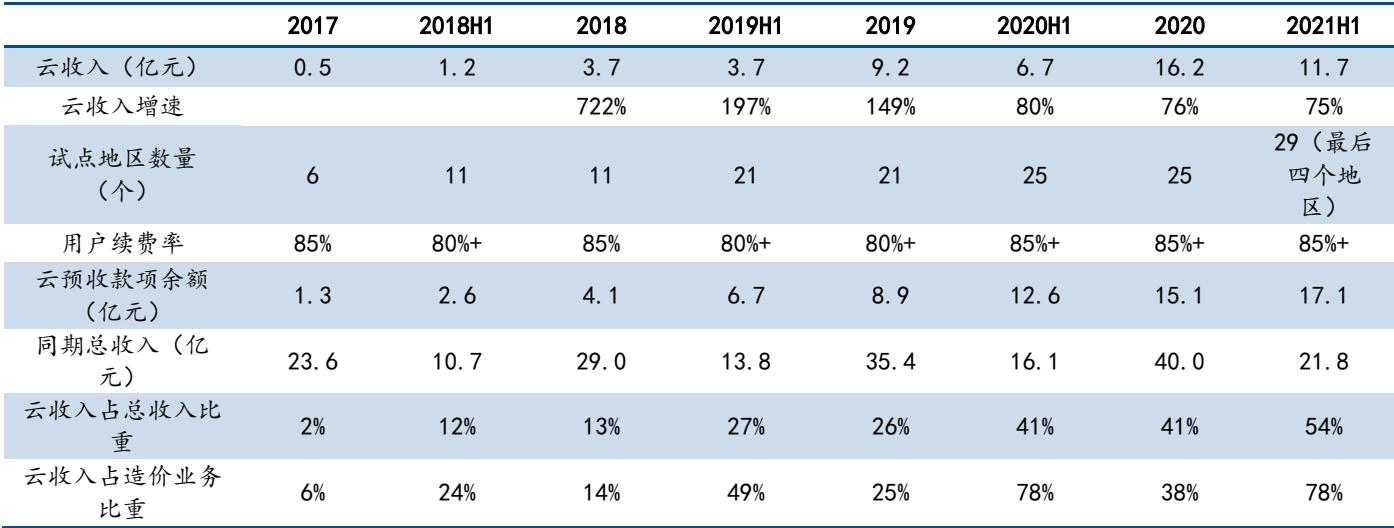 2017 2018H1 2018 2019H1 2019 2020H1 2020 2021H1
云收入（亿元） 0.5 1.2 3.7 3.7 9.2 6.7 16.2 11.7
云收入增速 722% 197% 149% 80% 76% 75%
试点地区数量
（个） 6 11 11 21 21 25 25 29（最后
四个地
区）
用户续费率 85% 80%+ 85% 80%+ 80%+ 85%+ 85%+ 85%+
云预收款项余额
（亿元） 1.3 2.6 4.1 6.7 8.9 12.6 15.1 17.1
同期总收入（亿
元） 23.6 10.7 29.0 13.8 35.4 16.1 40.0 21.8
云收入占总收入比
重 2% 12% 13% 27% 26% 41% 41% 54%
云收入占造价业务
比重 6% 24% 14% 49% 25% 78% 38% 78%